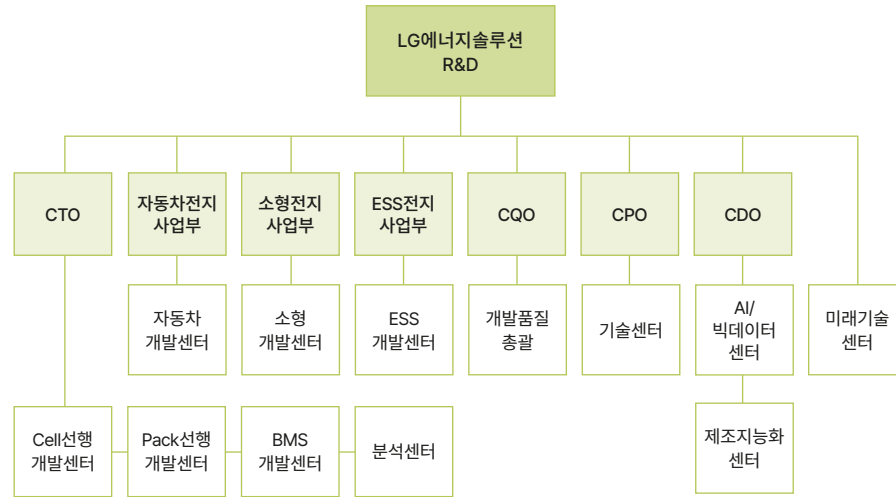 LG에너지솔루션
R&D
CTO
자동차전지
사업부
소형전지
사업부
ESS전지
사업부
CQO
CPO
CDO
자동차
개발센터
소형
개발센터
ESS
개발센터
개발품질
총괄
기술센터
AI/
빅데이터
센터
미래기술
센터
Cell선행
개발센터
Pack선행
개발센터
BMS
개발센터
분석센터
제조지능화
센터